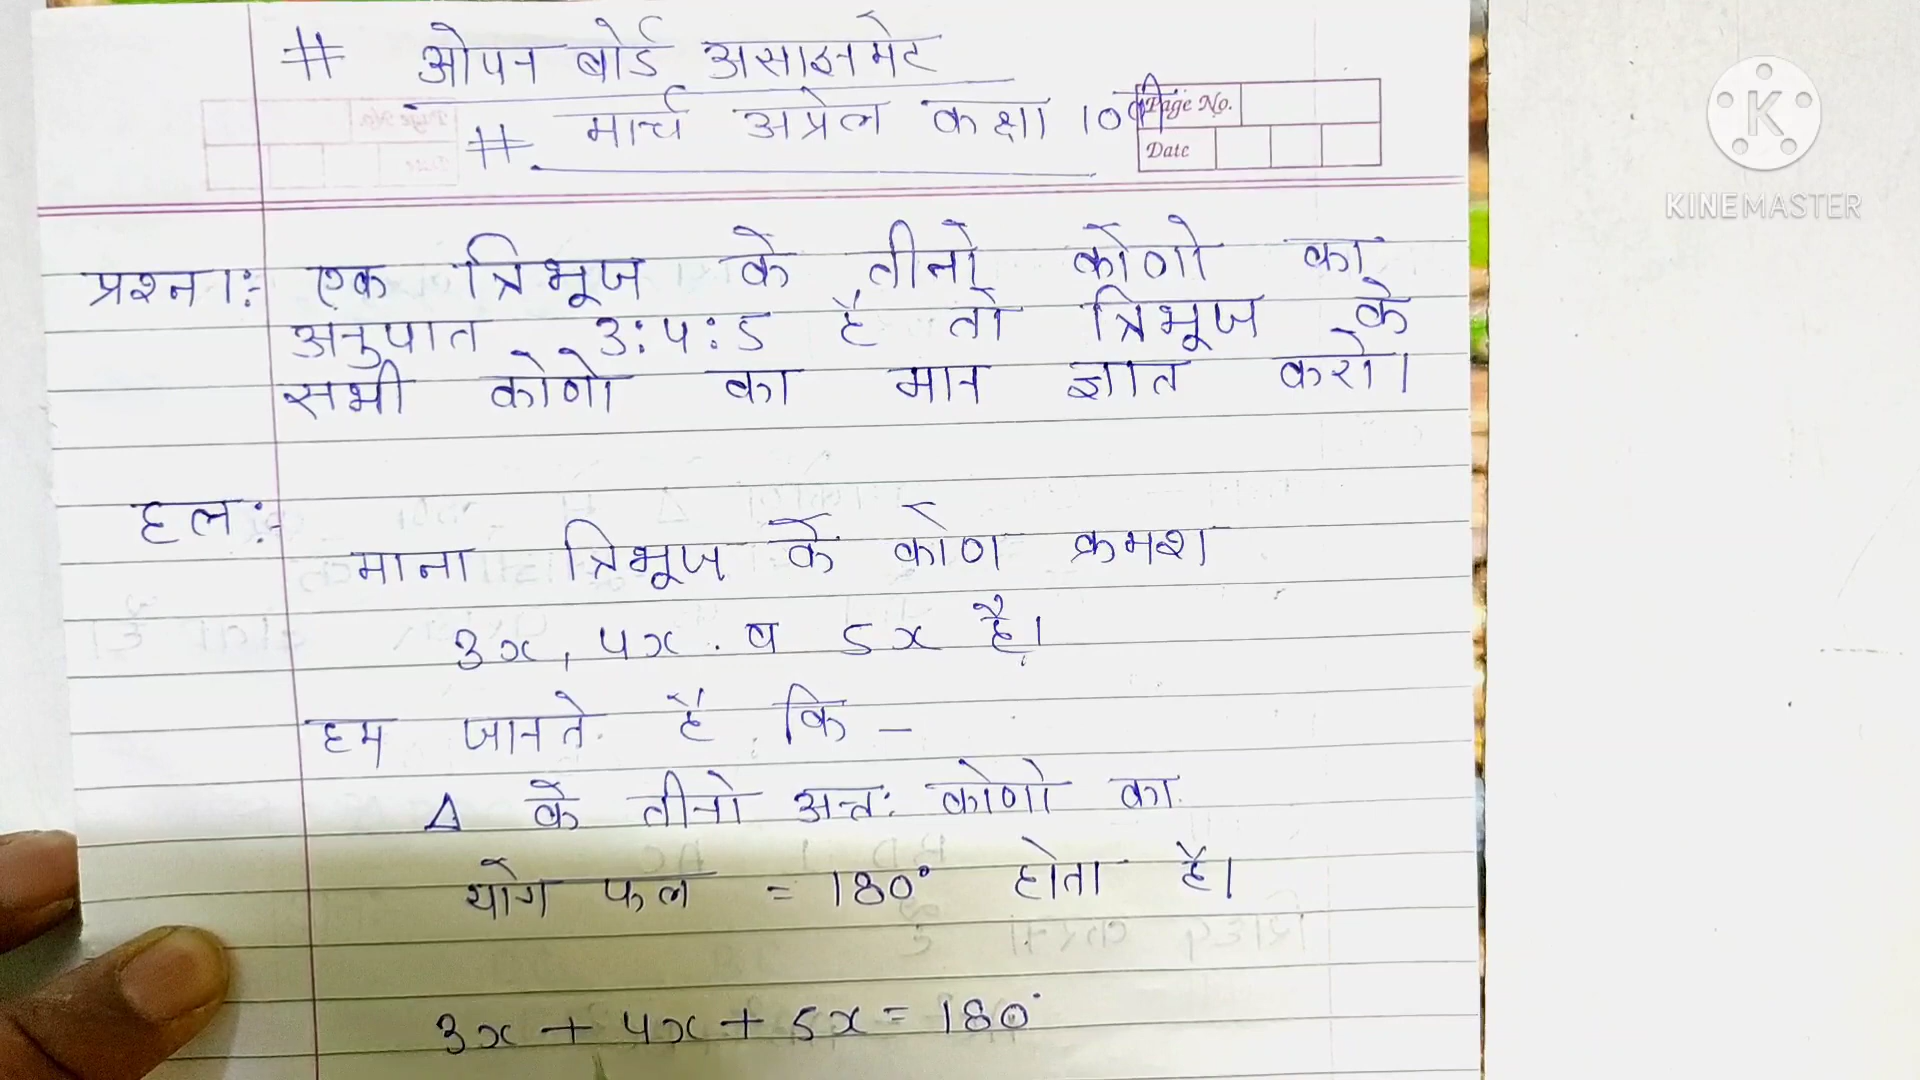 # ओपन बोर्ड असाइनमेंट
# मार्च अप्रेल कक्षा 10वी
Page No.
Date
KINEMASTER
प्रश्न1:- एक त्रिभूज के तीनो कोंणो का
अनुपात 3:4:5 है तो त्रिभूज के
सभी कोणो का मान ज्ञात करो।
हल:-
माना त्रिभूज के कोण क्रमश
3x, 4x व 5x है।
हम जानते है कि -
Δ के तीनो अन्त: कोणो का
योग फल = 180° होता है।
3x + 4x + 5x = 180°